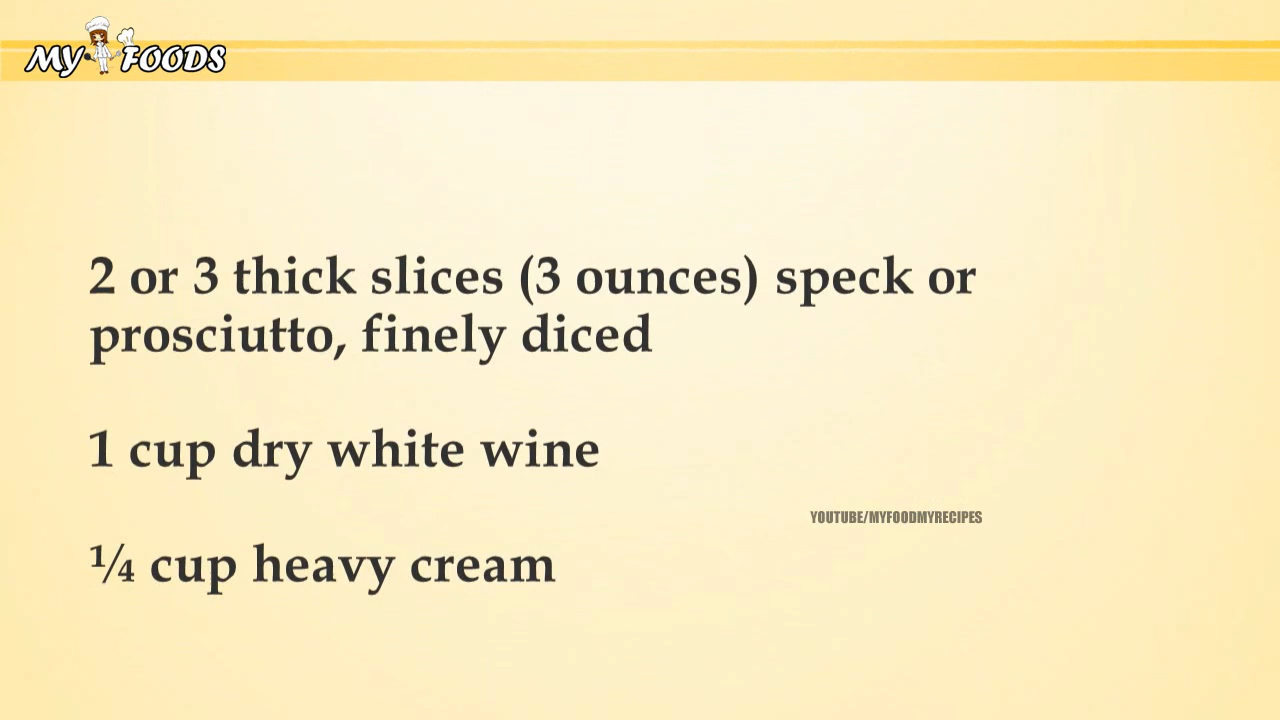 MY FOODS
2 or 3 thick slices (3 ounces) speck or
prosciutto, finely diced
1 cup dry white wine
YOUTUBE/MYFOODMYRECIPES
¼ cup heavy cream